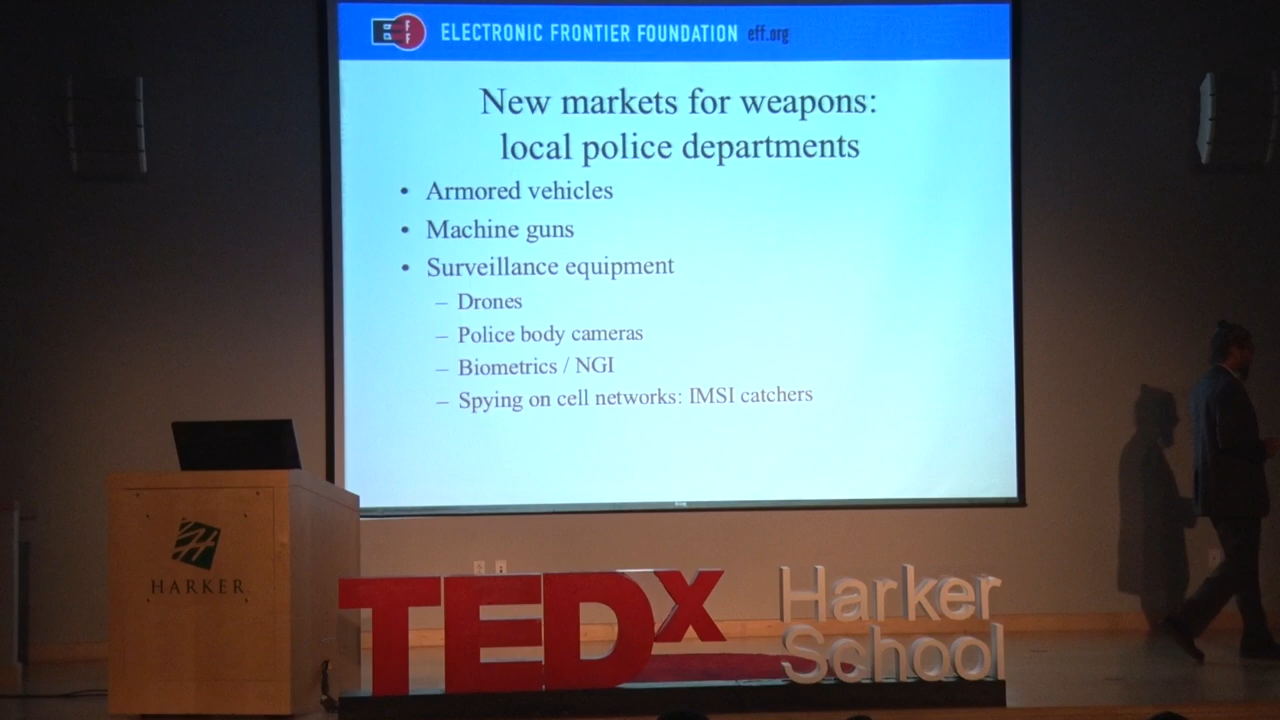 EFF ELECTRONIC FRONTIER FOUNDATION eff.org
New markets for weapons:
local police departments
• Armored vehicles
• Machine guns
• Surveillance equipment
– Drones
– Police body cameras
– Biometrics / NGI
– Spying on cell networks: IMSI catchers
HARKER
TEDx
Harker
School